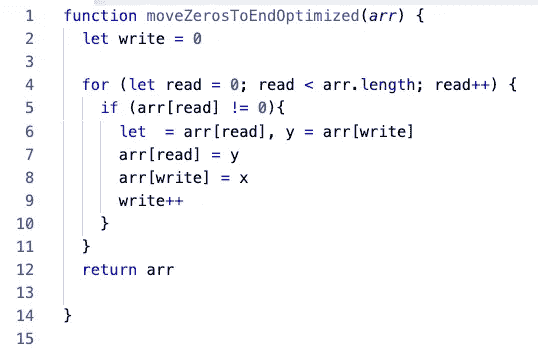 1 function moveZerosToEndOptimized(arr) {
2 let write = 0
3
4 for (let read = 0; read < arr.length; read++) {
5 if (arr[read] != 0){
6 let  = arr[read], y = arr[write]
7 arr[read] = y
8 arr[write] = x
9 write++
10 }
11 }
12 return arr
13
14 }
15